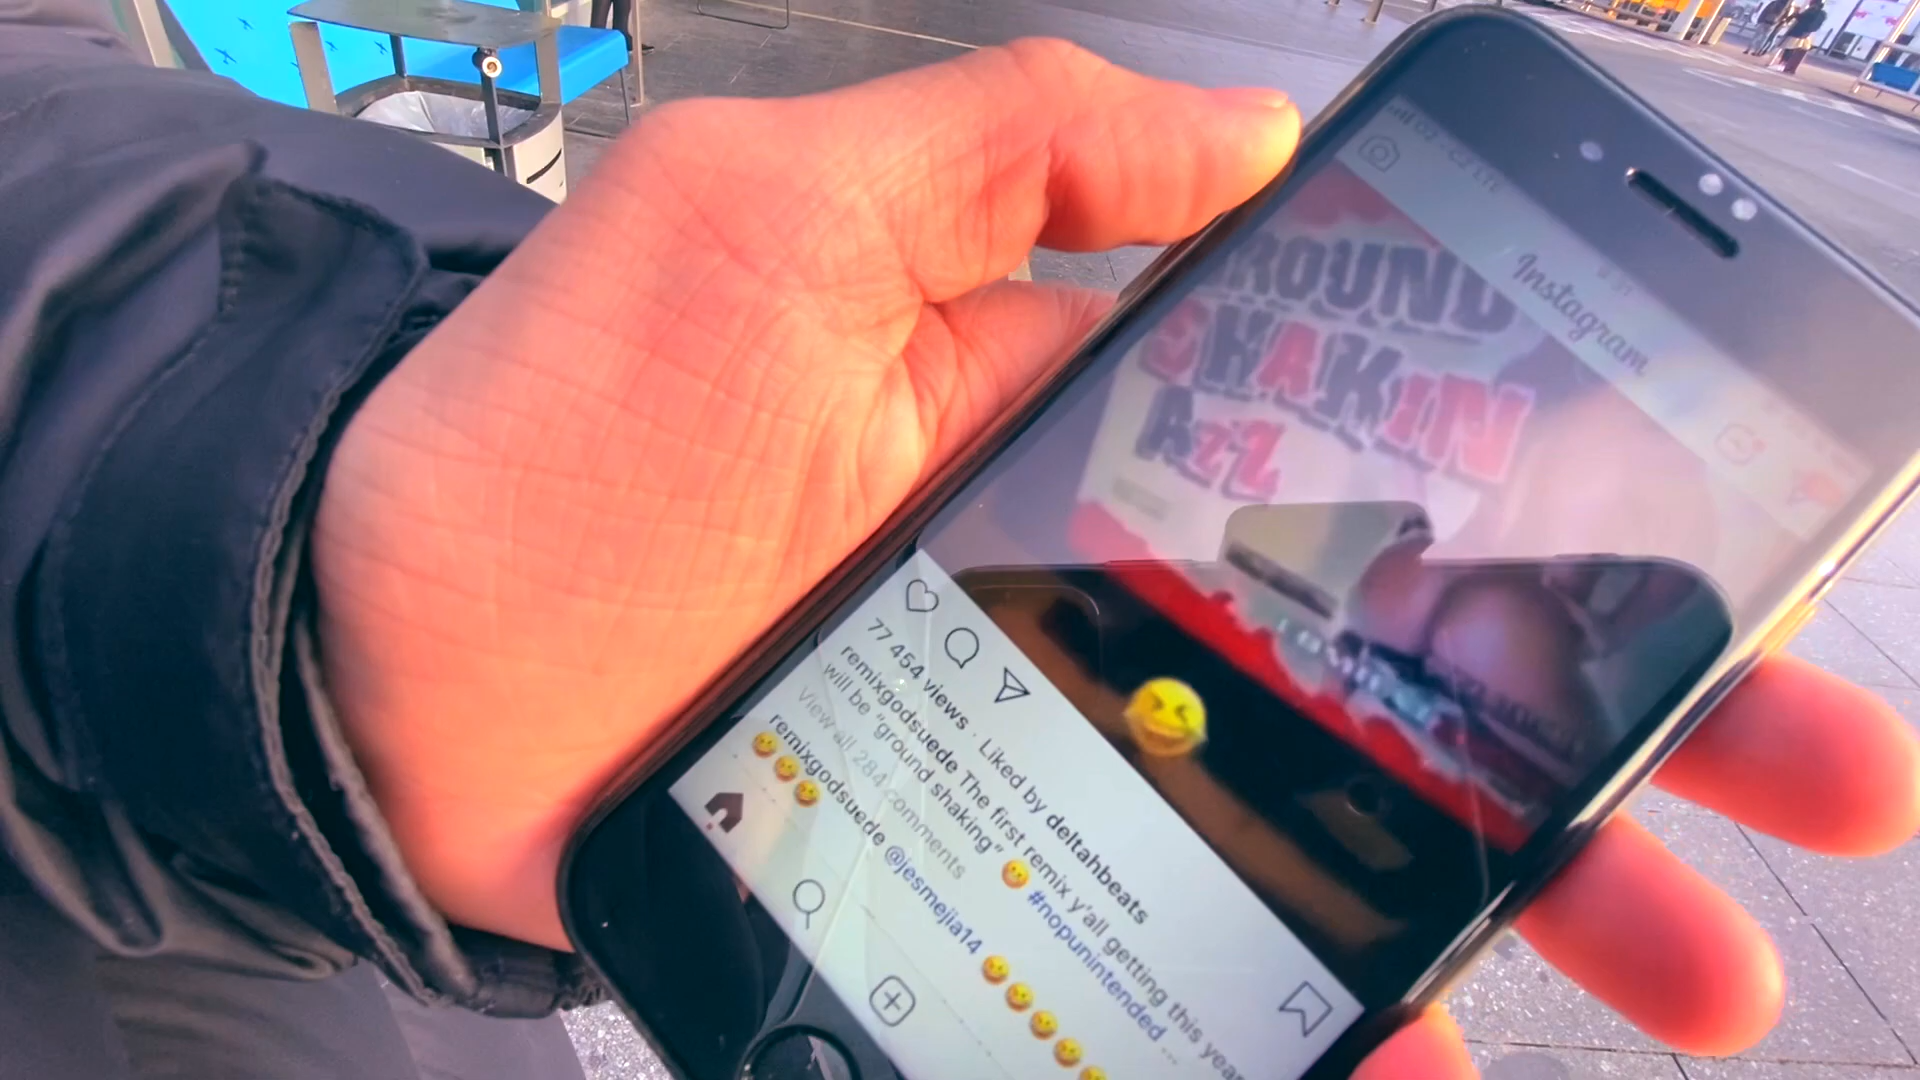 Instagram
ROUND
SHAKIN
AZZ
77 454 views · Liked by deltahbeats
remixgodsuede The first remix y'all getting this year
will be "ground shaking" 😆 #nopunintended ...
View all 284 comments
remixgodsuede @jesmejia14 😆😆😆😆😆
😆😆😆